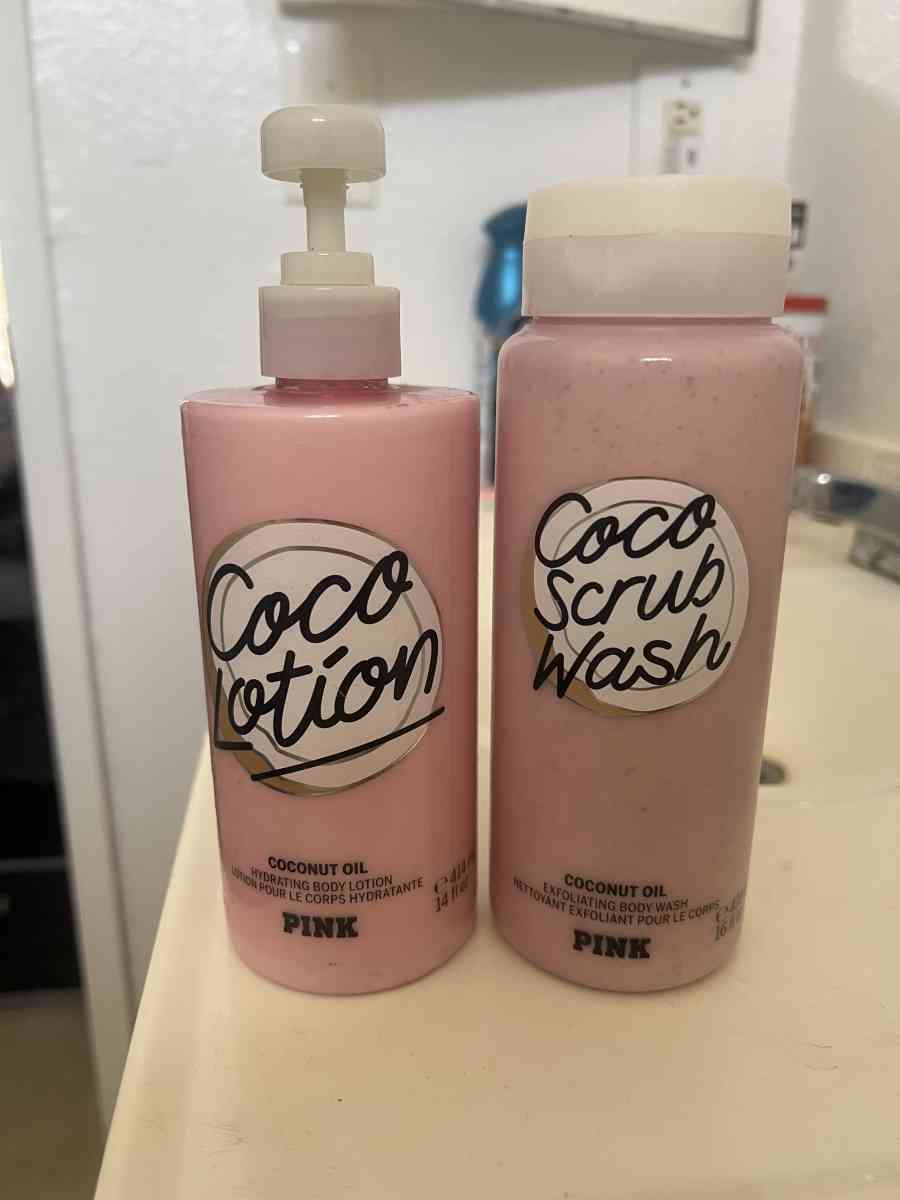 Coco
Lotion
COCONUT OIL
HYDRATING BODY LOTION
LOTION POUR LE CORPS HYDRATANTE
PINK
℮ 414
14 fl oz
Coco
Scrub
Wash
COCONUT OIL
EXFOLIATING BODY WASH
NETTOYANT EXFOLIANT POUR LE CORPS
PINK
℮
16 fl